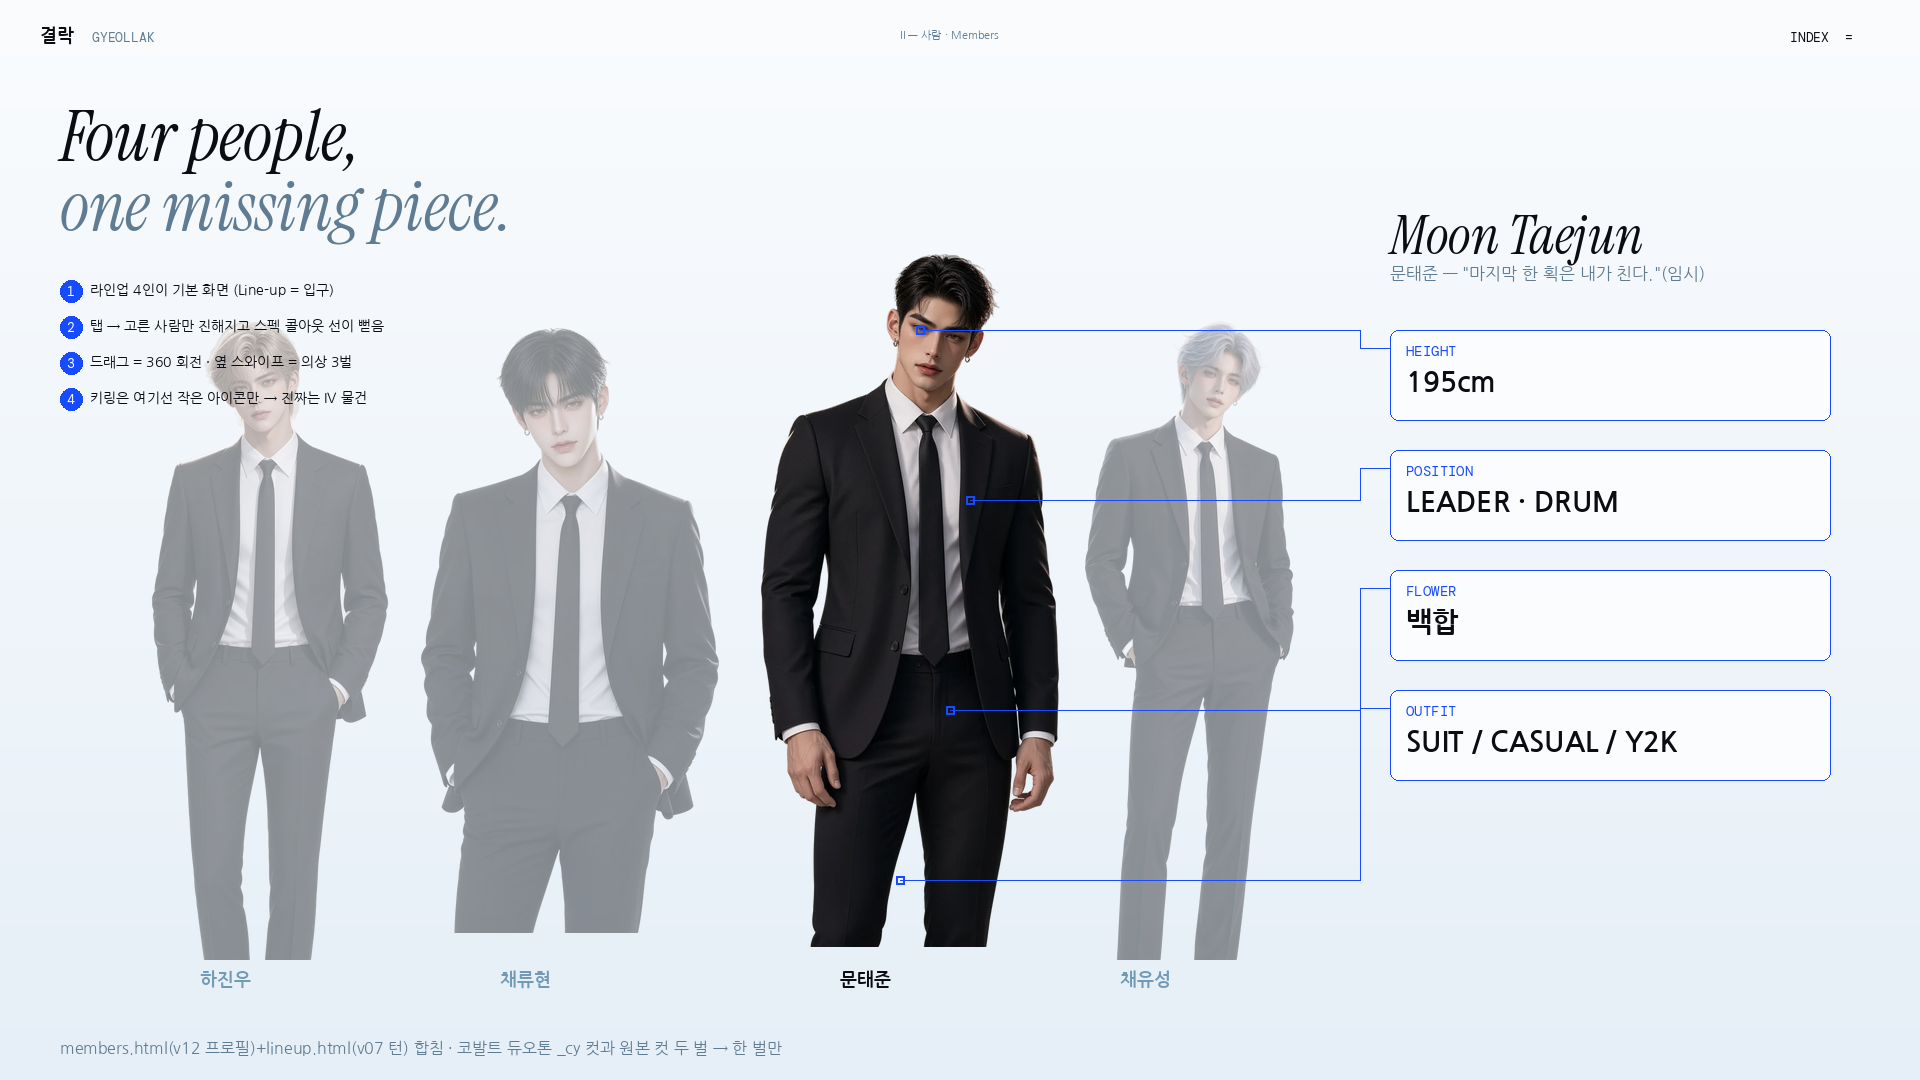 결락 GYEOLLAK
II — 사람 · Members
INDEX =
Four people,
one missing piece.
1 라인업 4인이 기본 화면 (Line-up = 입구)
2 탭 → 고른 사람만 진해지고 스펙 콜아웃 선이 뻗음
3 드래그 = 360 회전 · 옆 스와이프 = 의상 3벌
4 키링은 여기선 작은 아이콘만 → 진짜는 IV 물건
Moon Taejun
문태준 — "마지막 한 획은 내가 친다."(임시)
HEIGHT
195cm
POSITION
LEADER · DRUM
FLOWER
백합
OUTFIT
SUIT / CASUAL / Y2K
하진우
채류현
문태준
채유성
members.html(v12 프로필)+lineup.html(v07 턴) 합침 · 코발트 듀오톤 _cy 컷과 원본 컷 두 벌 → 한 벌만